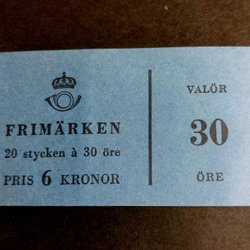 FRIMÄRKEN
20 stycken à 30 öre
PRIS 6 KRONOR
VALÖR
30
ÖRE